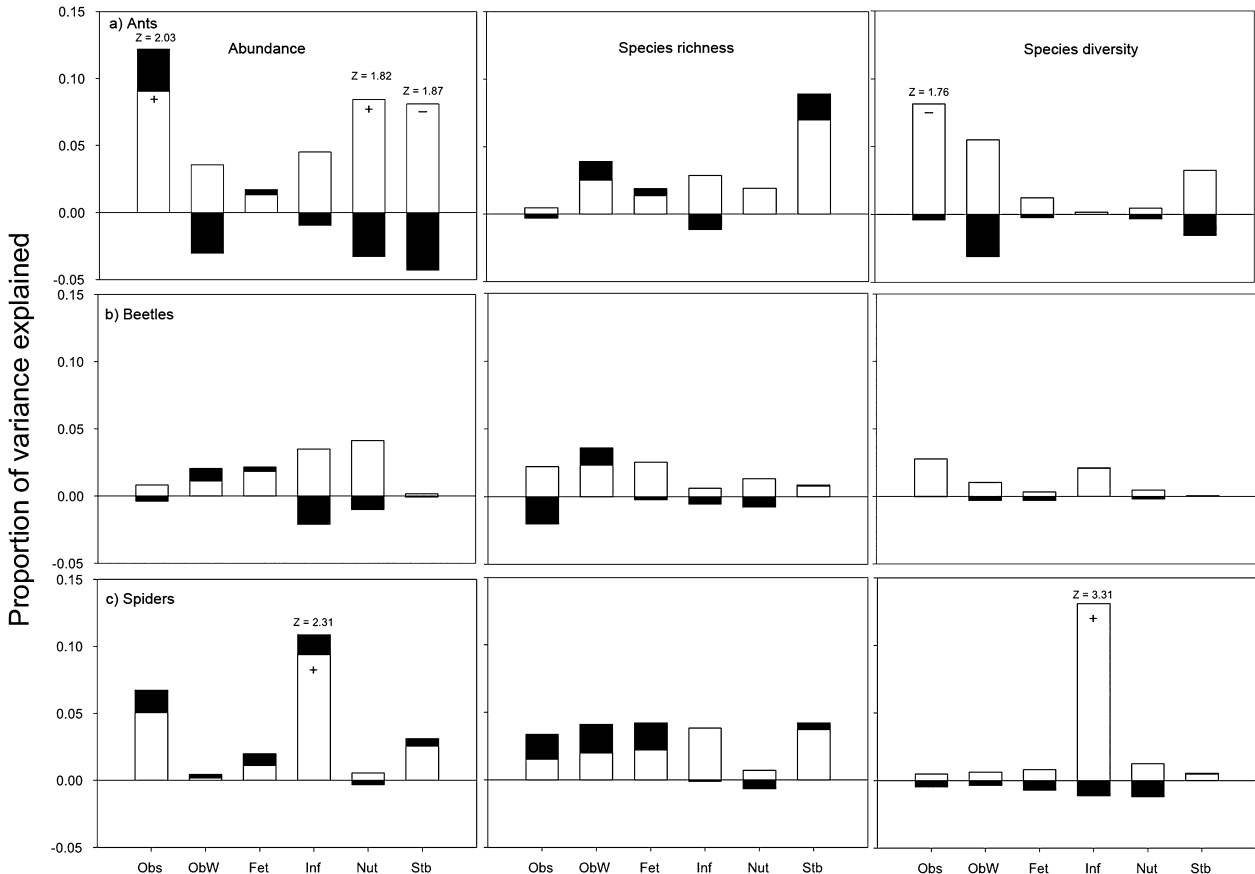 Proportion of variance explained
a) Ants
Abundance
Species richness
Species diversity
Z = 2.03
Z = 1.82
Z = 1.87
Z = 1.76
+
+
–
–
0.15
0.10
0.05
0.00
-0.05
b) Beetles
0.15
0.10
0.05
0.00
-0.05
c) Spiders
Z = 2.31
Z = 3.31
+
+
0.15
0.10
0.05
0.00
-0.05
Obs ObW Fet Inf Nut Stb
Obs ObW Fet Inf Nut Stb
Obs ObW Fet Inf Nut Stb